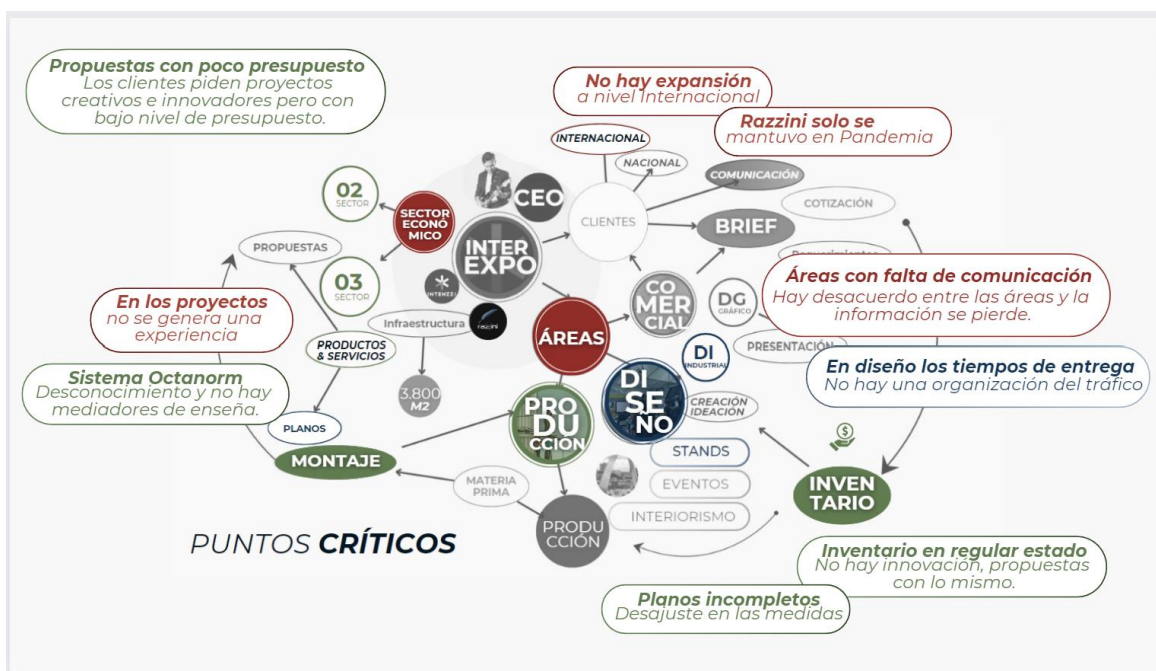 Propuestas con poco presupuesto
Los clientes piden proyectos
creativos e innovadores pero con
bajo nivel de presupuesto.
No hay expansión
a nivel Internacional
Razzini solo se
mantuvo en Pandemia
INTERNACIONAL
NACIONAL
COMUNICACIÓN
COTIZACIÓN
CLIENTES
BRIEF
CEO
02
SECTOR
SECTOR
ECONÓ
MICO
INTER
EXPO
PROPUESTAS
03
SECTOR
INTENZZI
razzini
Infraestructura
CO
MER
CIAL
DG
GRÁFICO
Áreas con falta de comunicación
Hay desacuerdo entre las áreas y la
información se pierde.
En los proyectos
no se genera una
experiencia
ÁREAS
PRESENTACIÓN
PRODUCTOS
& SERVICIOS
DI
INDUSTRIAL
En diseño los tiempos de entrega
No hay una organización del tráfico
Sistema Octanorm
Desconocimiento y no hay
mediadores de enseña.
3.800
M2
PRO
DU
CCIÓN
DI
SE
ÑO
CREACIÓN
IDEACIÓN
PLANOS
MONTAJE
STANDS
EVENTOS
INTERIORISMO
MATERIA
PRIMA
PRODU
CCIÓN
INVEN
TARIO
PUNTOS CRÍTICOS
Inventario en regular estado
No hay innovación, propuestas
con lo mismo.
Planos incompletos
Desajuste en las medidas